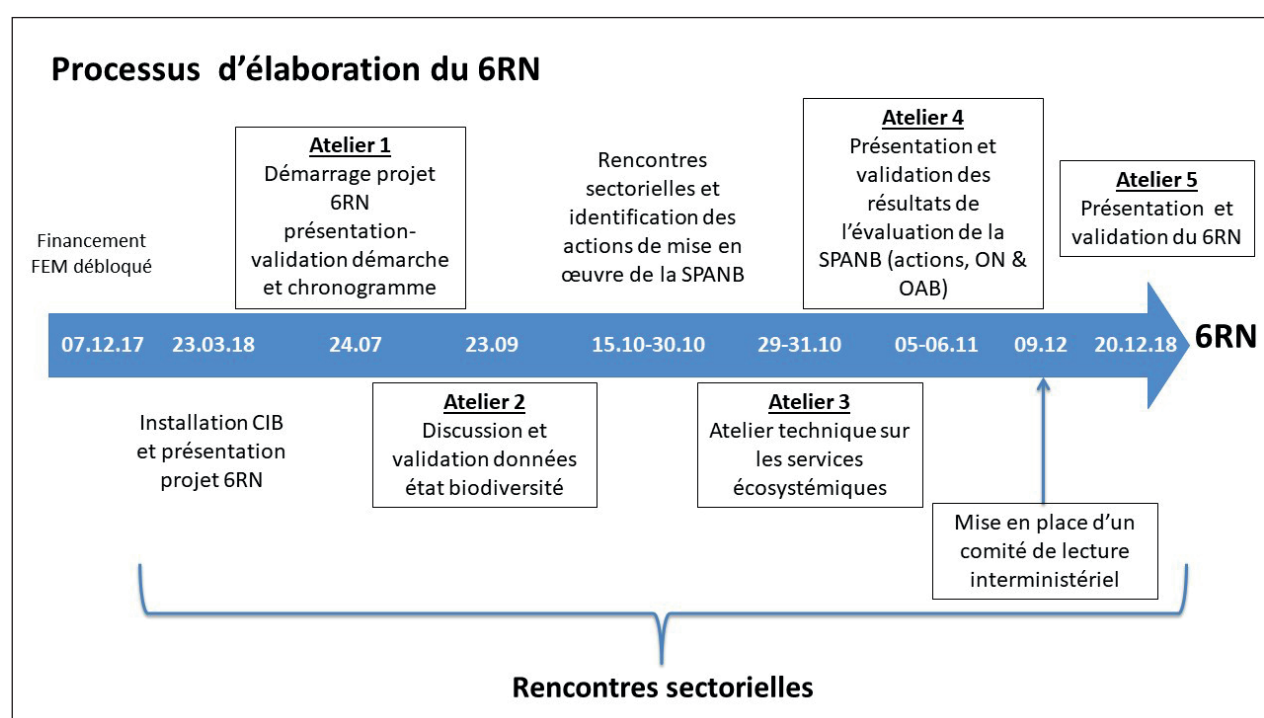 Processus d'élaboration du 6RN
Financement
FEM débloqué
Atelier 1
Démarrage projet
6RN
présentation-
validation démarche
et chronogramme
Rencontres
sectorielles et
identification des
actions de mise en
œuvre de la SPANB
Atelier 4
Présentation et
validation des
résultats de
l'évaluation de la
SPANB (actions, ON &
OAB)
Atelier 5
Présentation et
validation du 6RN
07.12.17 23.03.18 24.07 23.09 15.10-30.10 29-31.10 05-06.11 09.12 20.12.18 6RN
Installation CIB
et présentation
projet 6RN
Atelier 2
Discussion et
validation données
état biodiversité
Atelier 3
Atelier technique sur
les services
écosystémiques
Mise en place d'un
comité de lecture
interministériel
Rencontres sectorielles